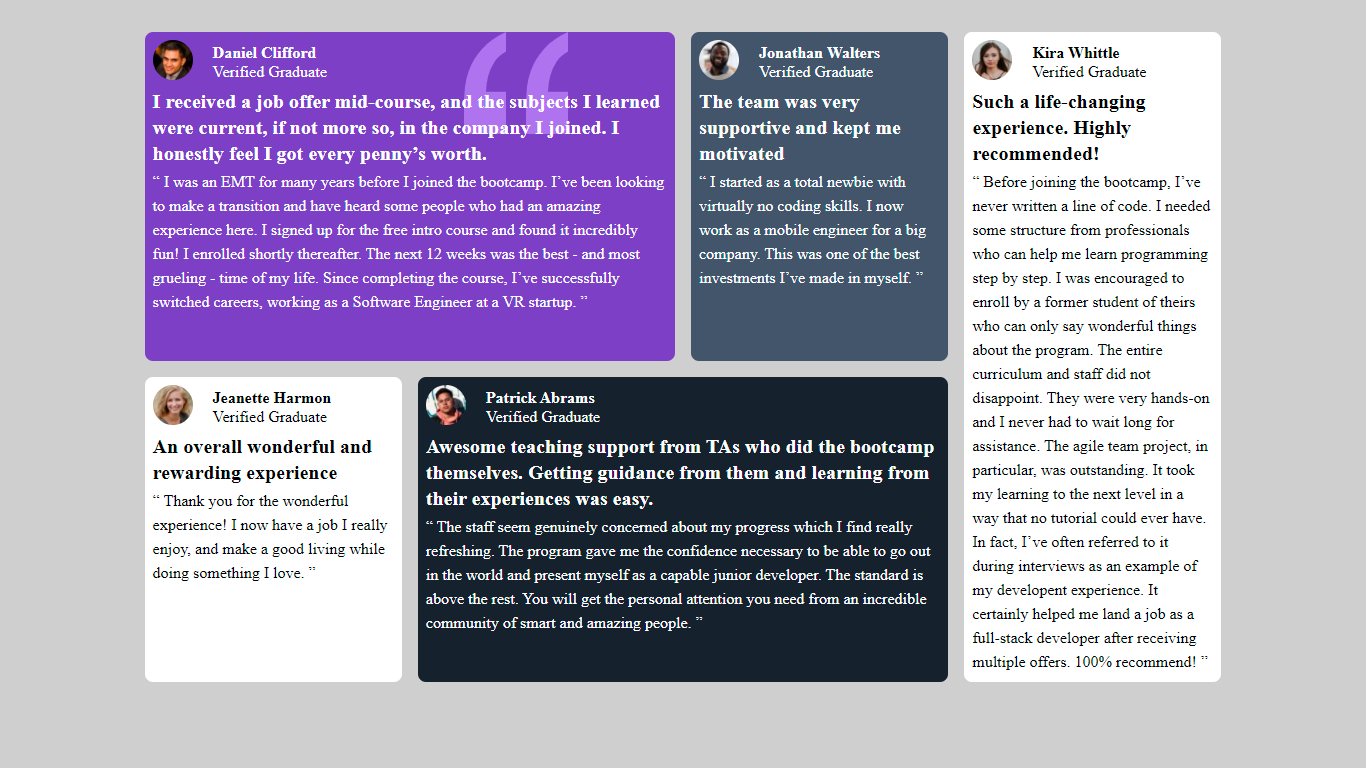 Daniel Clifford
Verified Graduate
I received a job offer mid-course, and the subjects I learned
were current, if not more so, in the company I joined. I
honestly feel I got every penny’s worth.
“ I was an EMT for many years before I joined the bootcamp. I’ve been looking
to make a transition and have heard some people who had an amazing
experience here. I signed up for the free intro course and found it incredibly
fun! I enrolled shortly thereafter. The next 12 weeks was the best - and most
grueling - time of my life. Since completing the course, I’ve successfully
switched careers, working as a Software Engineer at a VR startup. ”
Jonathan Walters
Verified Graduate
The team was very
supportive and kept me
motivated
“ I started as a total newbie with
virtually no coding skills. I now
work as a mobile engineer for a big
company. This was one of the best
investments I’ve made in myself. ”
Kira Whittle
Verified Graduate
Such a life-changing
experience. Highly
recommended!
“ Before joining the bootcamp, I’ve
never written a line of code. I needed
some structure from professionals
who can help me learn programming
step by step. I was encouraged to
enroll by a former student of theirs
who can only say wonderful things
about the program. The entire
curriculum and staff did not
disappoint. They were very hands-on
and I never had to wait long for
assistance. The agile team project, in
particular, was outstanding. It took
my learning to the next level in a
way that no tutorial could ever have.
In fact, I’ve often referred to it
during interviews as an example of
my developent experience. It
certainly helped me land a job as a
full-stack developer after receiving
multiple offers. 100% recommend! ”
Jeanette Harmon
Verified Graduate
An overall wonderful and
rewarding experience
“ Thank you for the wonderful
experience! I now have a job I really
enjoy, and make a good living while
doing something I love. ”
Patrick Abrams
Verified Graduate
Awesome teaching support from TAs who did the bootcamp
themselves. Getting guidance from them and learning from
their experiences was easy.
“ The staff seem genuinely concerned about my progress which I find really
refreshing. The program gave me the confidence necessary to be able to go out
in the world and present myself as a capable junior developer. The standard is
above the rest. You will get the personal attention you need from an incredible
community of smart and amazing people. ”